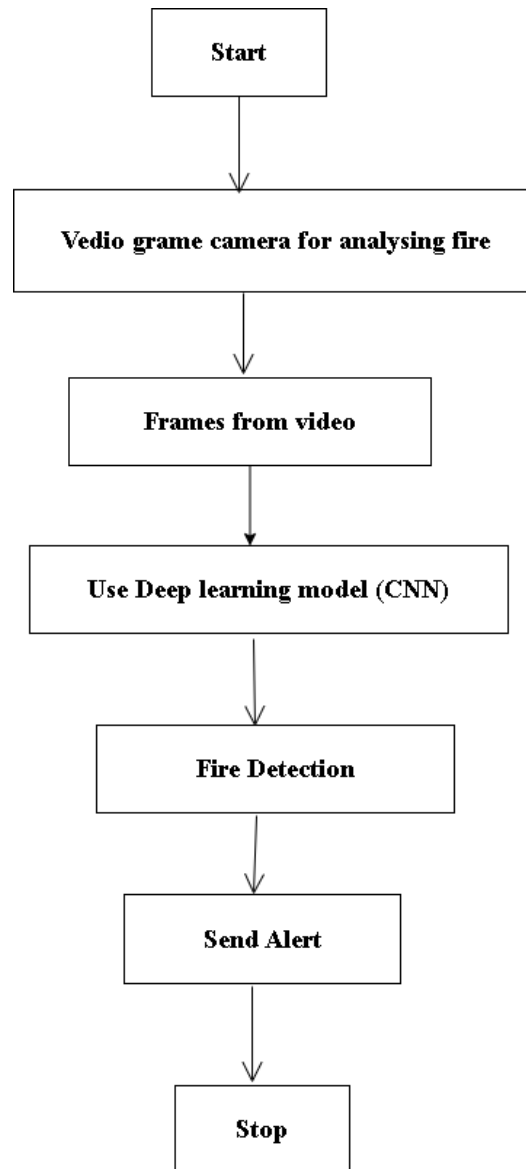 Start
Vedio grame camera for analysing fire
Frames from video
Use Deep learning model (CNN)
Fire Detection
Send Alert
Stop